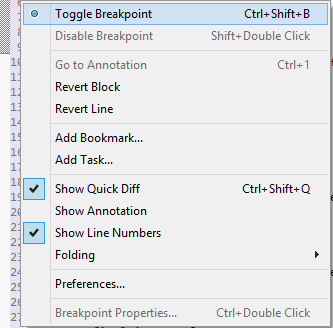 Toggle Breakpoint Ctrl+Shift+B
Disable Breakpoint Shift+Double Click
Go to Annotation Ctrl+1
Revert Block
Revert Line
Add Bookmark...
Add Task...
Show Quick Diff Ctrl+Shift+Q
Show Annotation
Show Line Numbers
Folding
Preferences...
Breakpoint Properties... Ctrl+Double Click